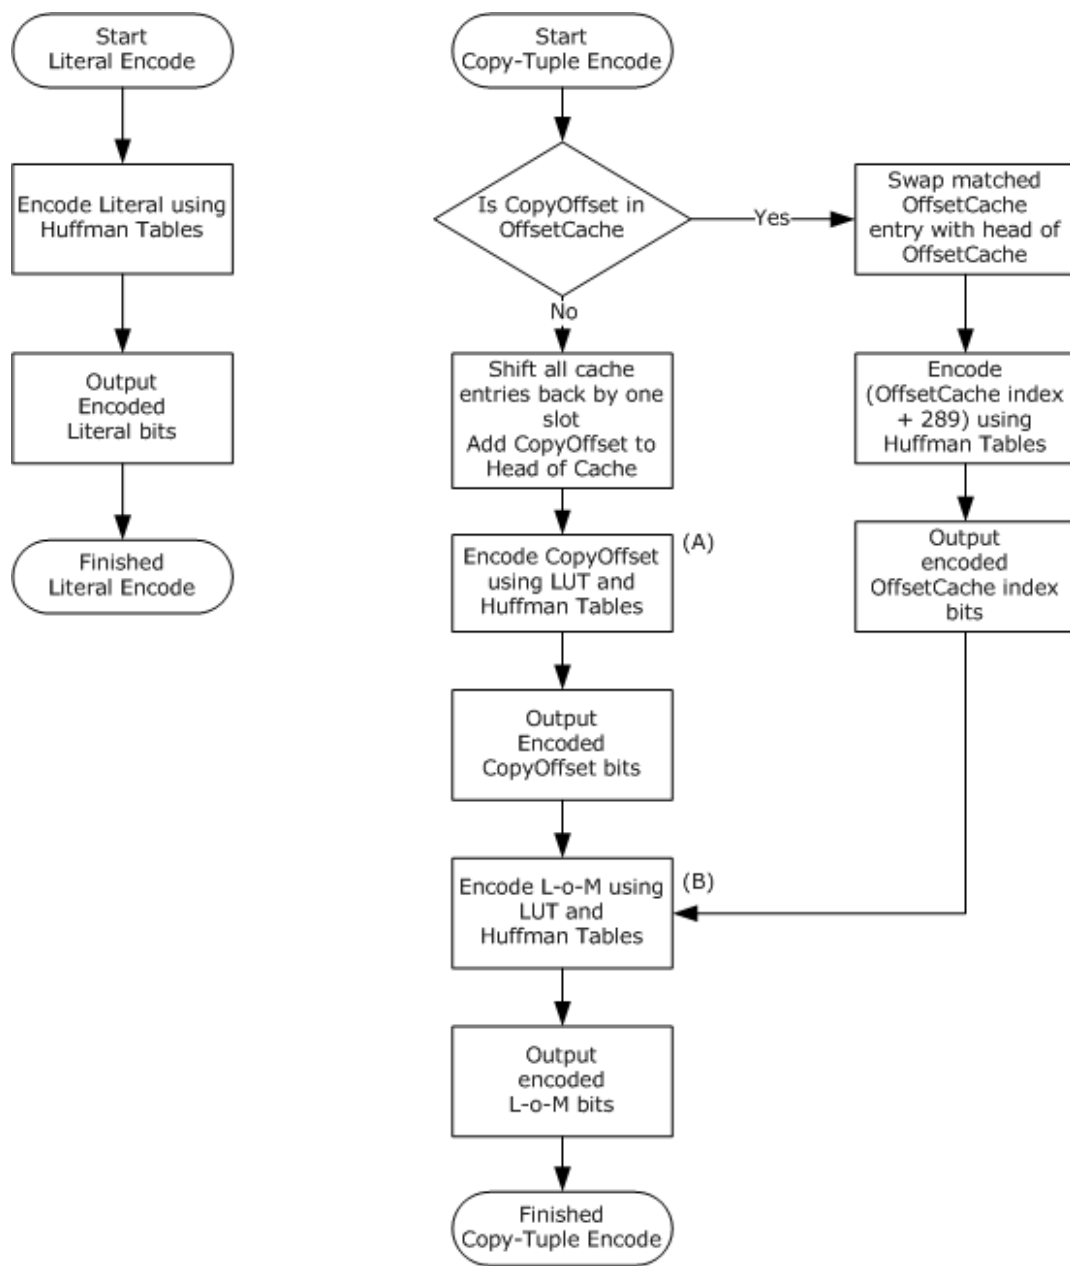 Start
Literal Encode
Encode Literal using
Huffman Tables
Output
Encoded
Literal bits
Finished
Literal Encode
Start
Copy-Tuple Encode
Is CopyOffset in
OffsetCache
Yes
Swap matched
OffsetCache
entry with head of
OffsetCache
Encode
(OffsetCache index
+ 289) using
Huffman Tables
Output
encoded
OffsetCache index
bits
No
Shift all cache
entries back by one
slot
Add CopyOffset to
Head of Cache
Encode CopyOffset
using LUT and
Huffman Tables
(A)
Output
Encoded
CopyOffset bits
Encode L-o-M using
LUT and
Huffman Tables
(B)
Output
encoded
L-o-M bits
Finished
Copy-Tuple Encode